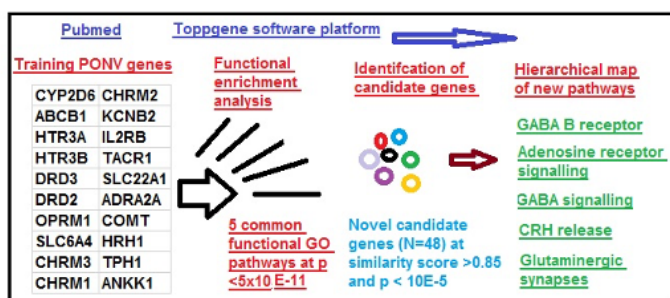 Pubmed
Toppgene software platform
Training PONV genes
CYP2D6 CHRM2
ABCB1 KCNB2
HTR3A IL2RB
HTR3B TACR1
DRD3 SLC22A1
DRD2 ADRA2A
OPRM1 COMT
SLC6A4 HRH1
CHRM3 TPH1
CHRM1 ANKK1
Functional
enrichment
analysis
5 common
functional GO
pathways at p
<5x10 E-11
Identifcation of
candidate genes
Novel candidate
genes (N=48) at
similarity score >0.85
and p < 10E-5
Hierarchical map
of new pathways
GABA B receptor
Adenosine receptor
signalling
GABA signalling
CRH release
Glutaminergic
synapses